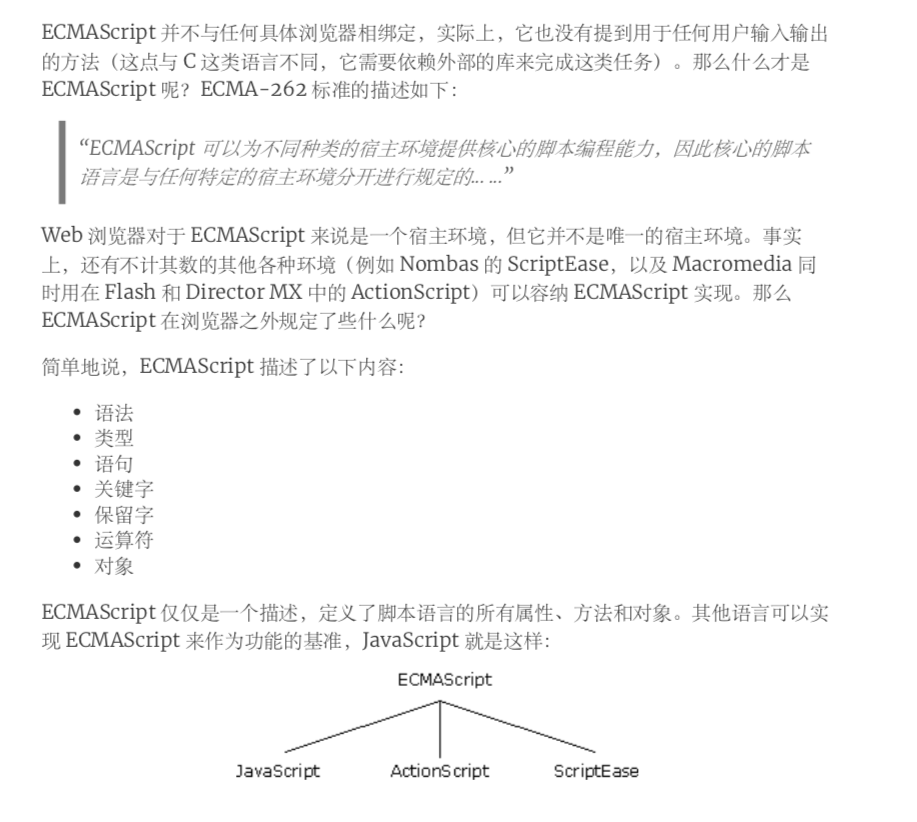 ECMAScript 并不与任何具体浏览器相绑定，实际上，它也没有提到用于任何用户输入输出
的方法（这点与 C 这类语言不同，它需要依赖外部的库来完成这类任务）。那么什么才是
ECMAScript 呢？ECMA-262 标准的描述如下：
“ECMAScript 可以为不同种类的宿主环境提供核心的脚本编程能力，因此核心的脚本
语言是与任何特定的宿主环境分开进行规定的... ...”
Web 浏览器对于 ECMAScript 来说是一个宿主环境，但它并不是唯一的宿主环境。事实
上，还有不计其数的其他各种环境（例如 Nombas 的 ScriptEase，以及 Macromedia 同
时用在 Flash 和 Director MX 中的 ActionScript）可以容纳 ECMAScript 实现。那么
ECMAScript 在浏览器之外规定了些什么呢？
简单地说，ECMAScript 描述了以下内容：
• 语法
• 类型
• 语句
• 关键字
• 保留字
• 运算符
• 对象
ECMAScript 仅仅是一个描述，定义了脚本语言的所有属性、方法和对象。其他语言可以实
现 ECMAScript 来作为功能的基准，JavaScript 就是这样：
ECMAScript
JavaScript ActionScript ScriptEase